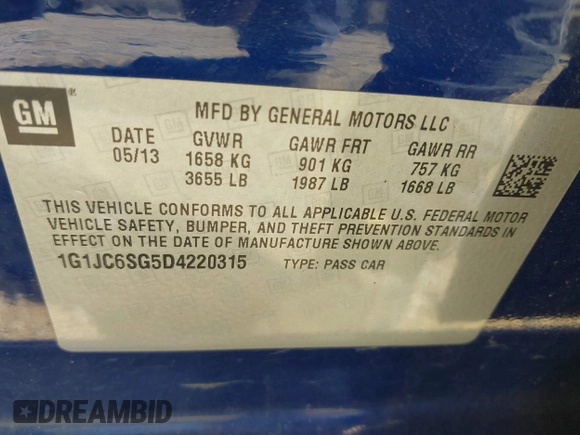 GM ®
MFD BY GENERAL MOTORS LLC
DATE GVWR GAWR FRT GAWR RR
05/13 1658 KG 901 KG 757 KG
3655 LB 1987 LB 1668 LB
THIS VEHICLE CONFORMS TO ALL APPLICABLE U.S. FEDERAL MOTOR
VEHICLE SAFETY, BUMPER, AND THEFT PREVENTION STANDARDS IN
EFFECT ON THE DATE OF MANUFACTURE SHOWN ABOVE.
1G1JC6SG5D4220315 TYPE: PASS CAR
DREAMBID